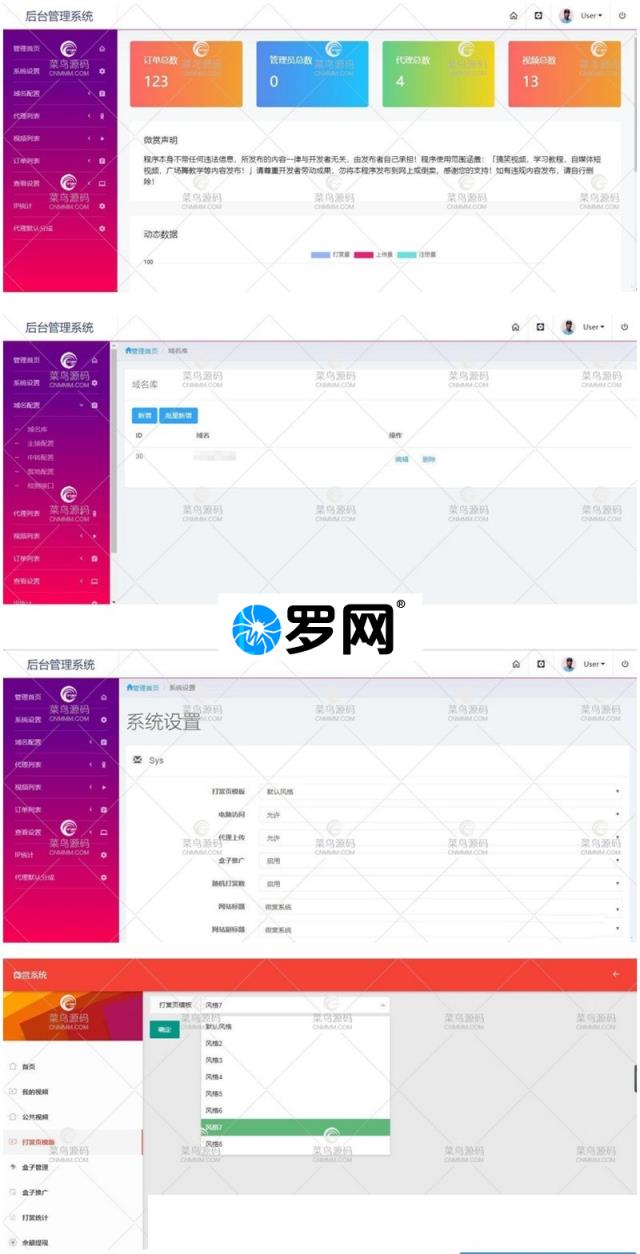 后台管理系统
User
管理首页
系统设置
域名配置
代理列表
视频列表
订单列表
查看设置
IP统计
代理默认分成
订单总数
123
管理员总数
0
代理总数
4
视频总数
13
微赏声明
程序本身不带任何违法信息，所发布的内容一律与开发者无关，由发布者自己承担！程序使用范围涵盖：「搞笑视频、学习教程、自媒体短
视频，广场舞教学等内容发布！」请尊重开发者劳动成果，勿将本程序发布到网上或倒卖，感谢您的支持！如有违规内容发布，请自行删
除！
动态数据
打赏量 上传量 注册量
100
菜鸟源码
CNMMM.COM
后台管理系统
User
管理首页
系统设置
域名配置
域名库
主域配置
中转配置
落地配置
检测接口
代理列表
视频列表
订单列表
查看设置
管理首页 / 域名库
域名库
新增 批量新增
ID 域名 操作
30 编辑 删除
罗网®
后台管理系统
User
管理首页
系统设置
域名配置
代理列表
视频列表
订单列表
查看设置
IP统计
代理默认分成
管理首页 / 系统设置
系统设置
Sys
打赏页模版 默认风格
电脑访问 允许
代理上传 允许
盒子推广 启用
随机打赏数 启用
网站标题 微赏系统
网站副标题 微赏系统
微赏系统
首页
我的视频
公共视频
打赏页模版
盒子管理
盒子推广
打赏统计
余额提现
打赏页模板 风格7
确定
默认风格
风格2
风格3
风格4
风格5
风格6
风格7
风格8